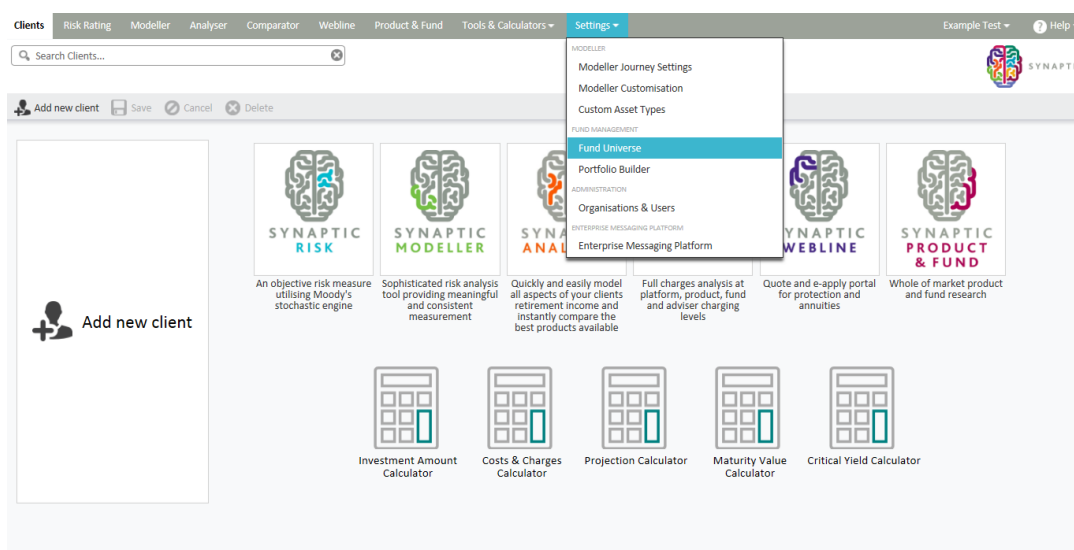 Clients Risk Rating Modeller Analyser Comparator Webline Product & Fund Tools & Calculators Settings Example Test Help
Search Clients...
MODELLER
Modeller Journey Settings
Modeller Customisation
Custom Asset Types
FUND MANAGEMENT
Fund Universe
Portfolio Builder
ADMINISTRATION
Organisations & Users
ENTERPRISE MESSAGING PLATFORM
Enterprise Messaging Platform
Add new client Save Cancel Delete
Add new client
SYNAPTIC
RISK
An objective risk measure
utilising Moody's
stochastic engine
SYNAPTIC
MODELLER
Sophisticated risk analysis
tool providing meaningful
and consistent
measurement
Quickly and easily model
all aspects of your clients
retirement income and
instantly compare the
best products available
Full charges analysis at
platform, product, fund
and adviser charging
levels
WEBLINE
Quote and e-apply portal
for protection and
annuities
SYNAPTIC
PRODUCT
& FUND
Whole of market product
and fund research
Investment Amount
Calculator
Costs & Charges
Calculator
Projection Calculator
Maturity Value
Calculator
Critical Yield Calculator